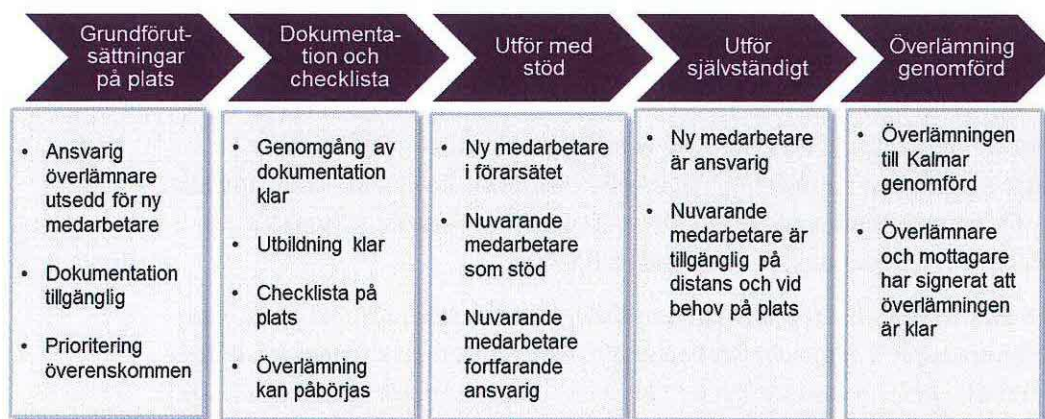 Grundförut-
sättningar
på plats
Dokumenta-
tion och
checklista
Utför med
stöd
Utför
självständigt
Överlämning
genomförd
• Ansvarig
överlämnare
utsedd för ny
medarbetare
• Dokumentation
tillgänglig
• Prioritering
överenskommen
• Genomgång av
dokumentation
klar
• Utbildning klar
• Checklista på
plats
• Överlämning
kan påbörjas
• Ny medarbetare
i förarsätet
• Nuvarande
medarbetare
som stöd
• Nuvarande
medarbetare
fortfarande
ansvarig
• Ny medarbetare
är ansvarig
• Nuvarande
medarbetare är
tillgänglig på
distans och vid
behov på plats
• Överlämningen
till Kalmar
genomförd
• Överlämnare
och mottagare
har signerat att
överlämningen
är klar